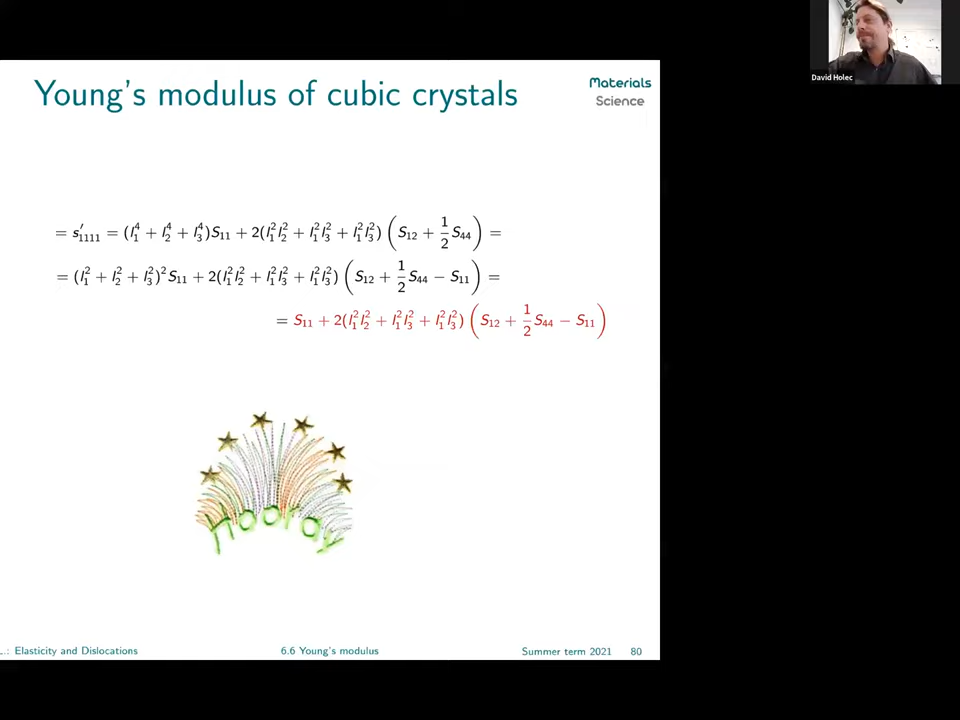 David Holec
Young's modulus of cubic crystals
Materials
Science
= s′₁₁₁₁ = (l₁⁴ + l₂⁴ + l₃⁴)S₁₁ + 2(l₁²l₂² + l₁²l₃² + l₁²l₃²) (S₁₂ + 1/2 S₄₄) =
= (l₁² + l₂² + l₃²)²S₁₁ + 2(l₁²l₂² + l₁²l₃² + l₁²l₃²) (S₁₂ + 1/2 S₄₄ − S₁₁) =
= S₁₁ + 2(l₁²l₂² + l₁²l₃² + l₁²l₃²) (S₁₂ + 1/2 S₄₄ − S₁₁)
Hooray
.: Elasticity and Dislocations 6.6 Young's modulus Summer term 2021 80